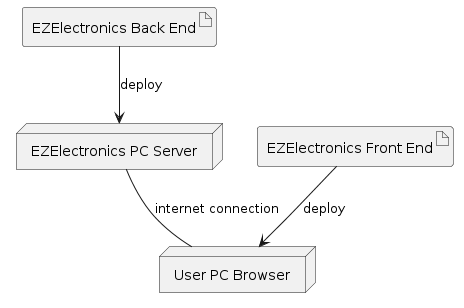 EZElectronics Back End
deploy
EZElectronics PC Server
EZElectronics Front End
internet connection
deploy
User PC Browser